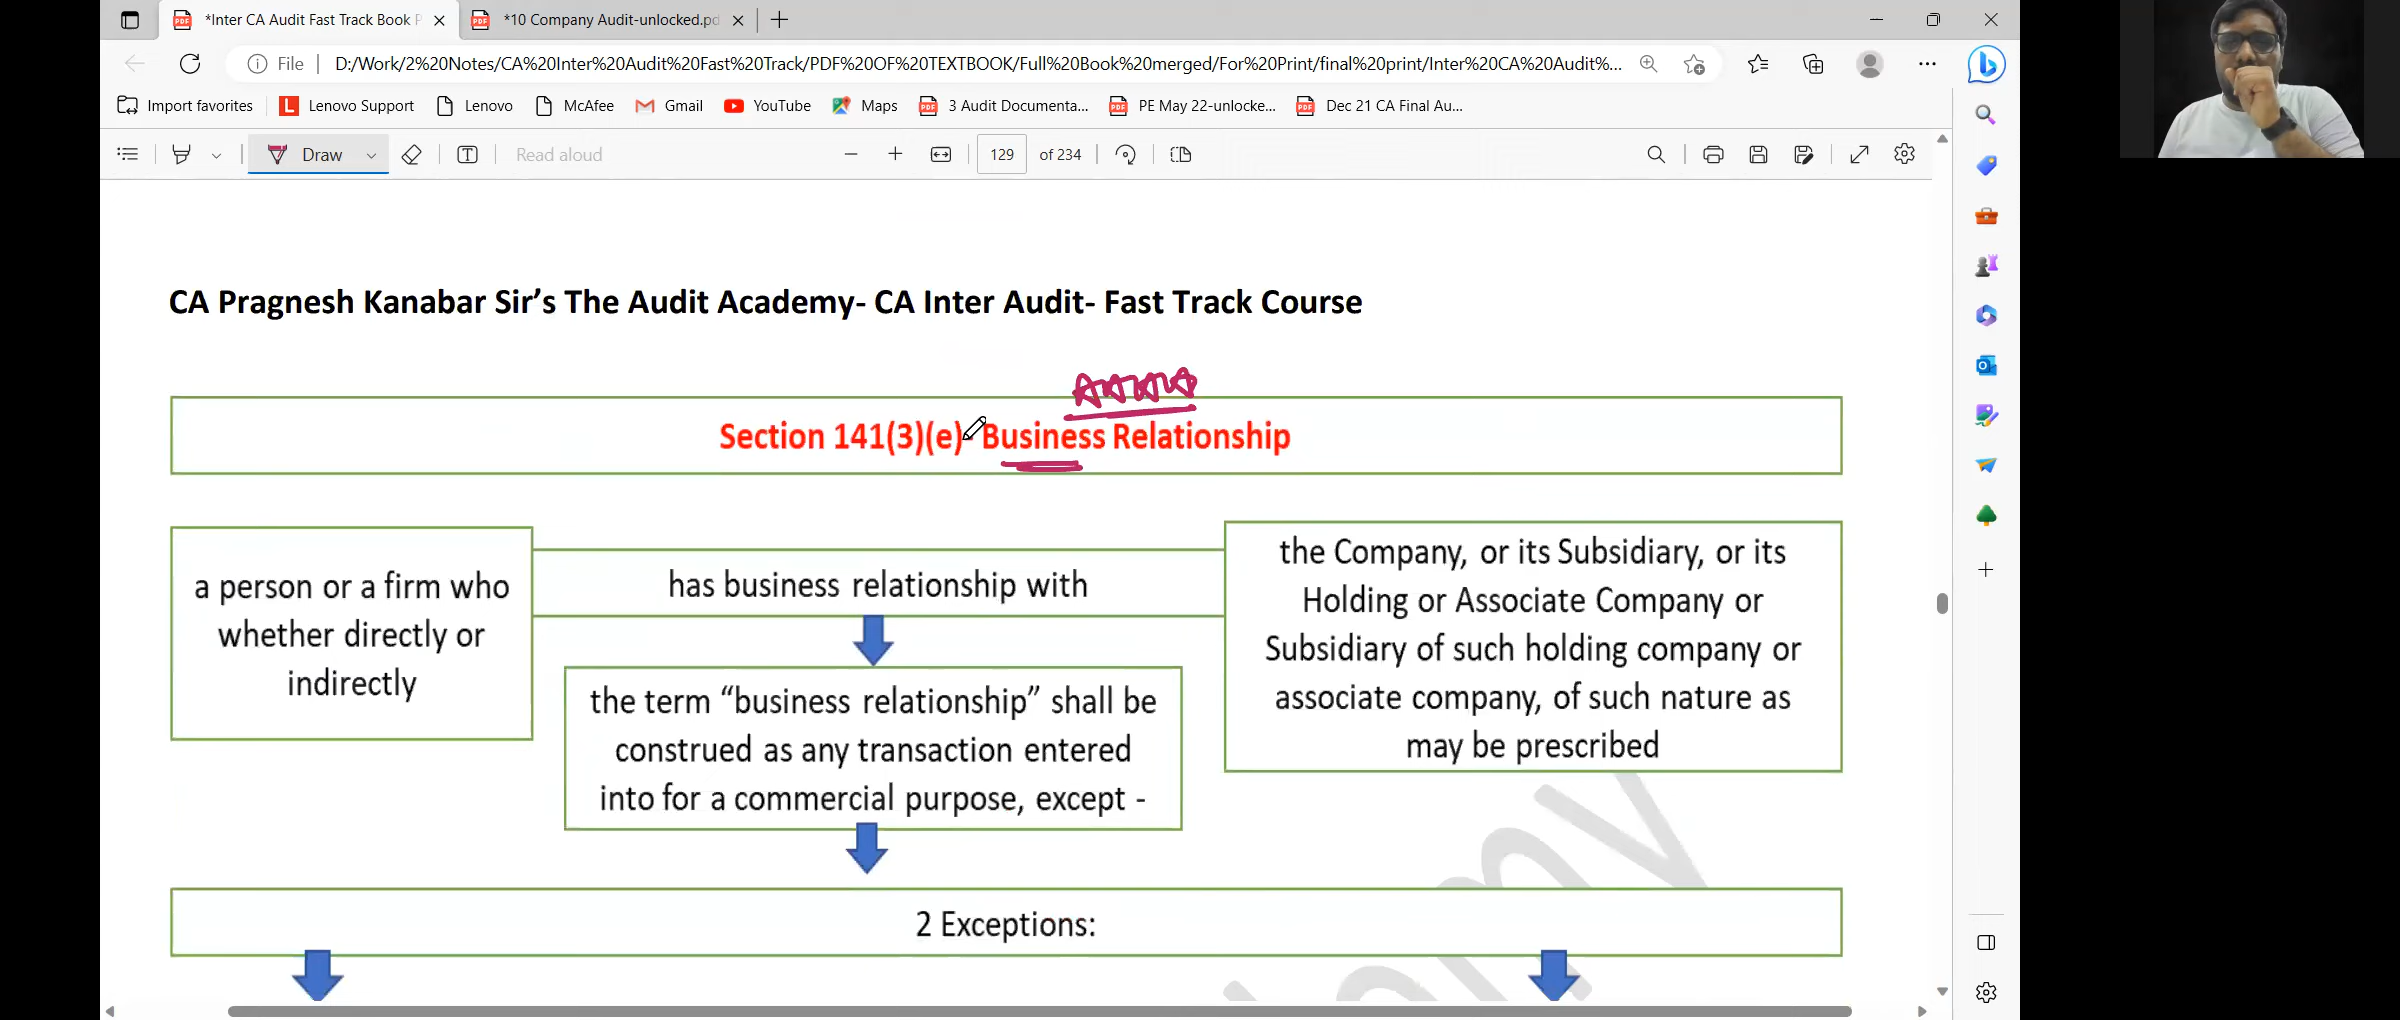 *Inter CA Audit Fast Track Book P
*10 Company Audit-unlocked.pd
File
D:/Work/2%20Notes/CA%20Inter%20Audit%20Fast%20Track/PDF%20OF%20TEXTBOOK/Full%20Book%20merged/For%20Print/final%20print/Inter%20CA%20Audit%...
Import favorites
Lenovo Support
Lenovo
McAfee
Gmail
YouTube
Maps
3 Audit Documenta...
PE May 22-unlocke...
Dec 21 CA Final Au...
Draw
Read aloud
129 of 234
CA Pragnesh Kanabar Sir’s The Audit Academy- CA Inter Audit- Fast Track Course
Section 141(3)(e)- Business Relationship
a person or a firm who
whether directly or
indirectly
has business relationship with
the term “business relationship” shall be
construed as any transaction entered
into for a commercial purpose, except -
the Company, or its Subsidiary, or its
Holding or Associate Company or
Subsidiary of such holding company or
associate company, of such nature as
may be prescribed
2 Exceptions: